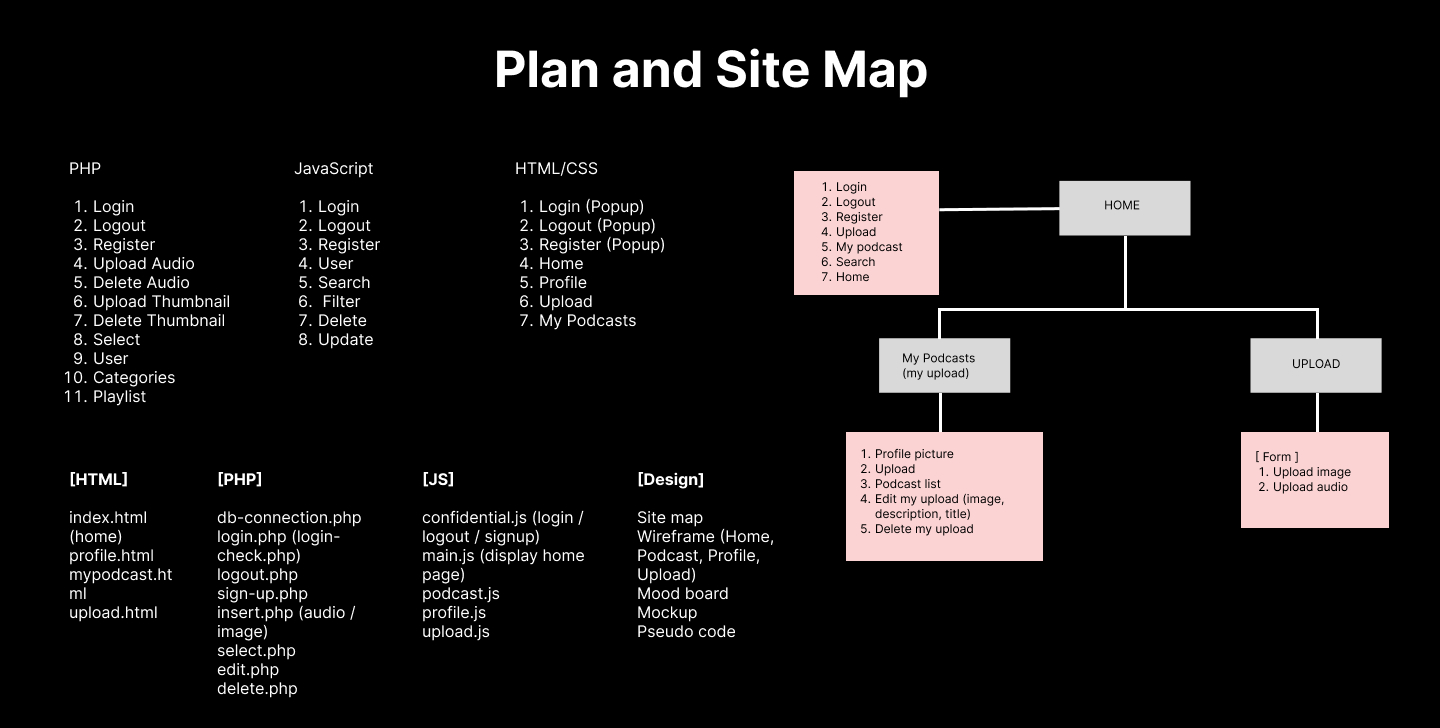 Plan and Site Map
PHP
1. Login
2. Logout
3. Register
4. Upload Audio
5. Delete Audio
6. Upload Thumbnail
7. Delete Thumbnail
8. Select
9. User
10. Categories
11. Playlist
JavaScript
1. Login
2. Logout
3. Register
4. User
5. Search
6. Filter
7. Delete
8. Update
HTML/CSS
1. Login (Popup)
2. Logout (Popup)
3. Register (Popup)
4. Home
5. Profile
6. Upload
7. My Podcasts
[HTML]
index.html
(home)
profile.html
mypodcast.ht
ml
upload.html
[PHP]
db-connection.php
login.php (login-
check.php)
logout.php
sign-up.php
insert.php (audio /
image)
select.php
edit.php
delete.php
[JS]
confidential.js (login /
logout / signup)
main.js (display home
page)
podcast.js
profile.js
upload.js
[Design]
Site map
Wireframe (Home,
Podcast, Profile,
Upload)
Mood board
Mockup
Pseudo code
1. Login
2. Logout
3. Register
4. Upload
5. My podcast
6. Search
7. Home
HOME
My Podcasts
(my upload)
UPLOAD
1. Profile picture
2. Upload
3. Podcast list
4. Edit my upload (image,
description, title)
5. Delete my upload
[ Form ]
1. Upload image
2. Upload audio